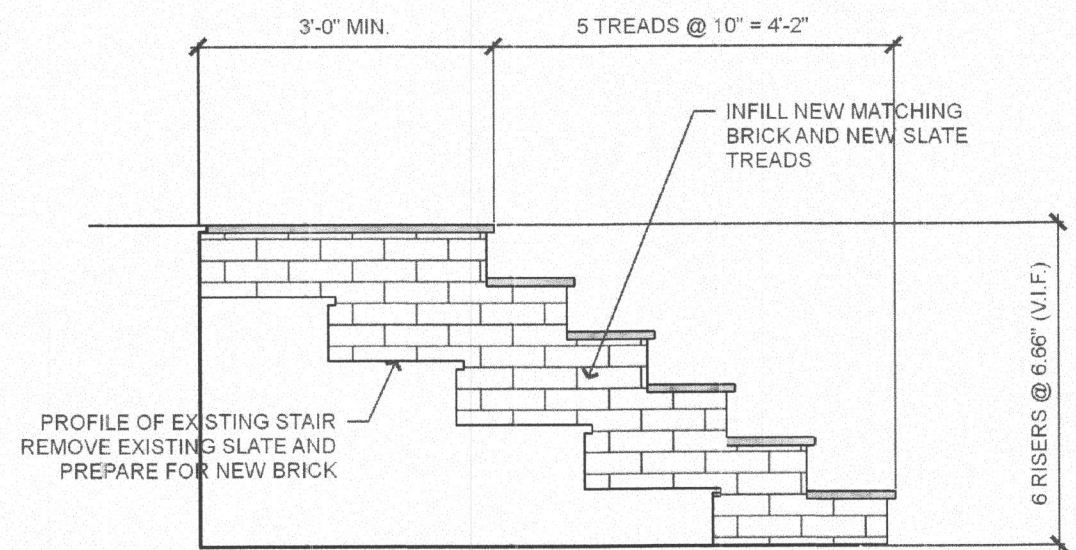 3'-0" MIN.
5 TREADS @ 10" = 4'-2"
INFILL NEW MATCHING
BRICK AND NEW SLATE
TREADS
PROFILE OF EXISTING STAIR
REMOVE EXISTING SLATE AND
PREPARE FOR NEW BRICK
6 RISERS @ 6.66" (V.I.F.)